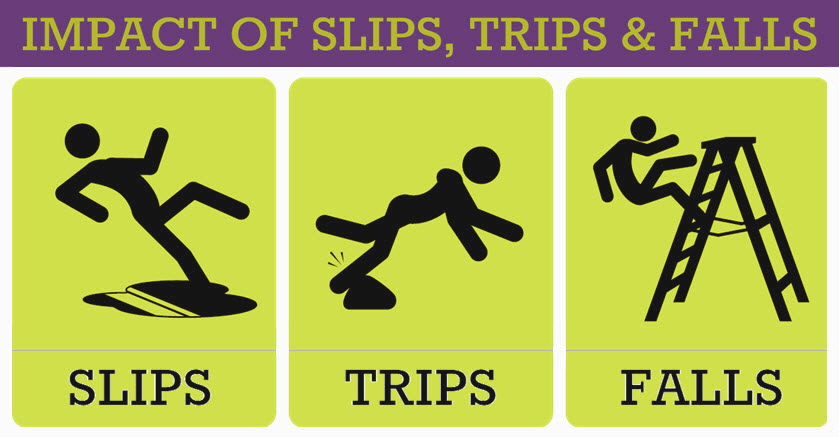 IMPACT OF SLIPS, TRIPS & FALLS
SLIPS
TRIPS
FALLS